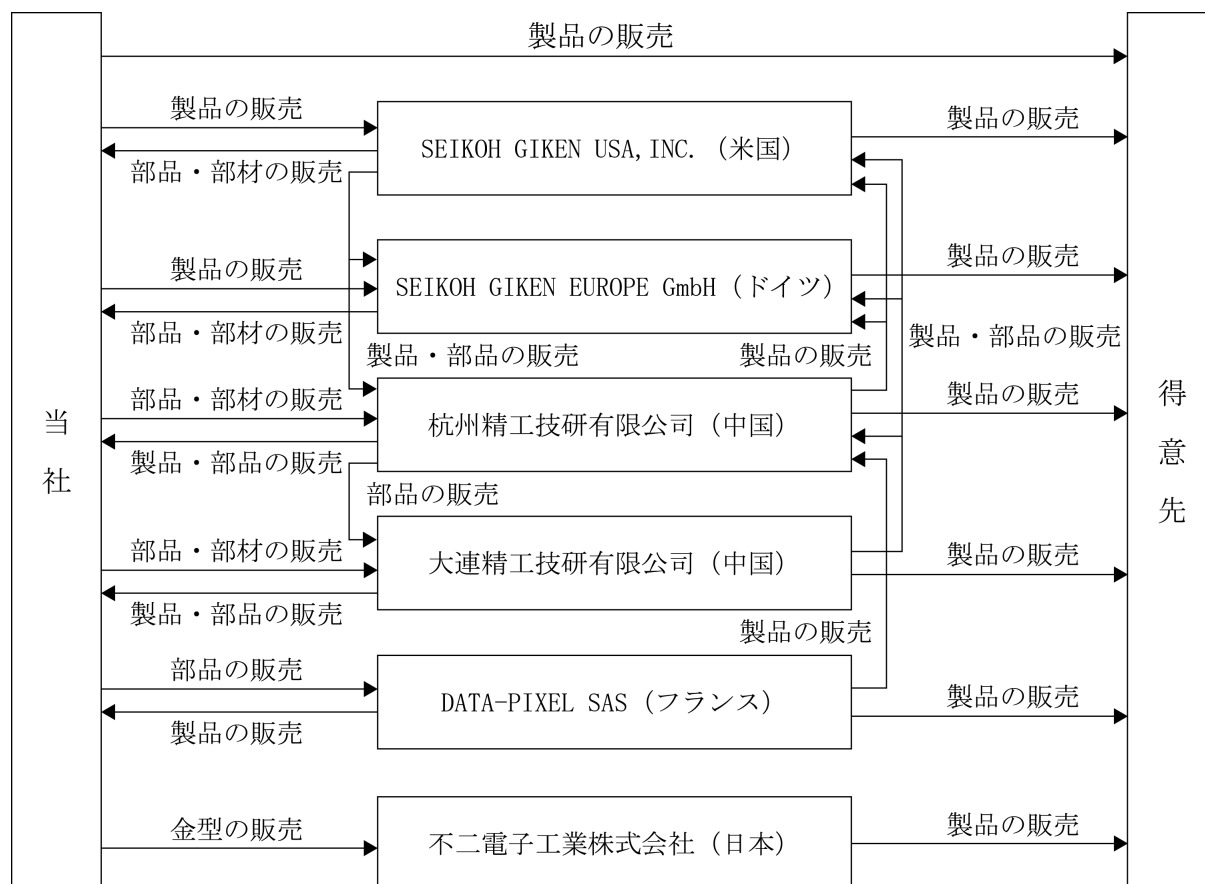 製品の販売
製品の販売
SEIKOH GIKEN USA,INC.（米国）
製品の販売
部品・部材の販売
製品の販売
SEIKOH GIKEN EUROPE GmbH（ドイツ）
製品の販売
部品・部材の販売
製品・部品の販売
製品の販売
製品・部品の販売
部品・部材の販売
杭州精工技研有限公司（中国）
製品の販売
製品・部品の販売
部品の販売
当社
得意先
部品・部材の販売
大連精工技研有限公司（中国）
製品の販売
製品・部品の販売
製品の販売
部品の販売
DATA-PIXEL SAS（フランス）
製品の販売
製品の販売
金型の販売
不二電子工業株式会社（日本）
製品の販売